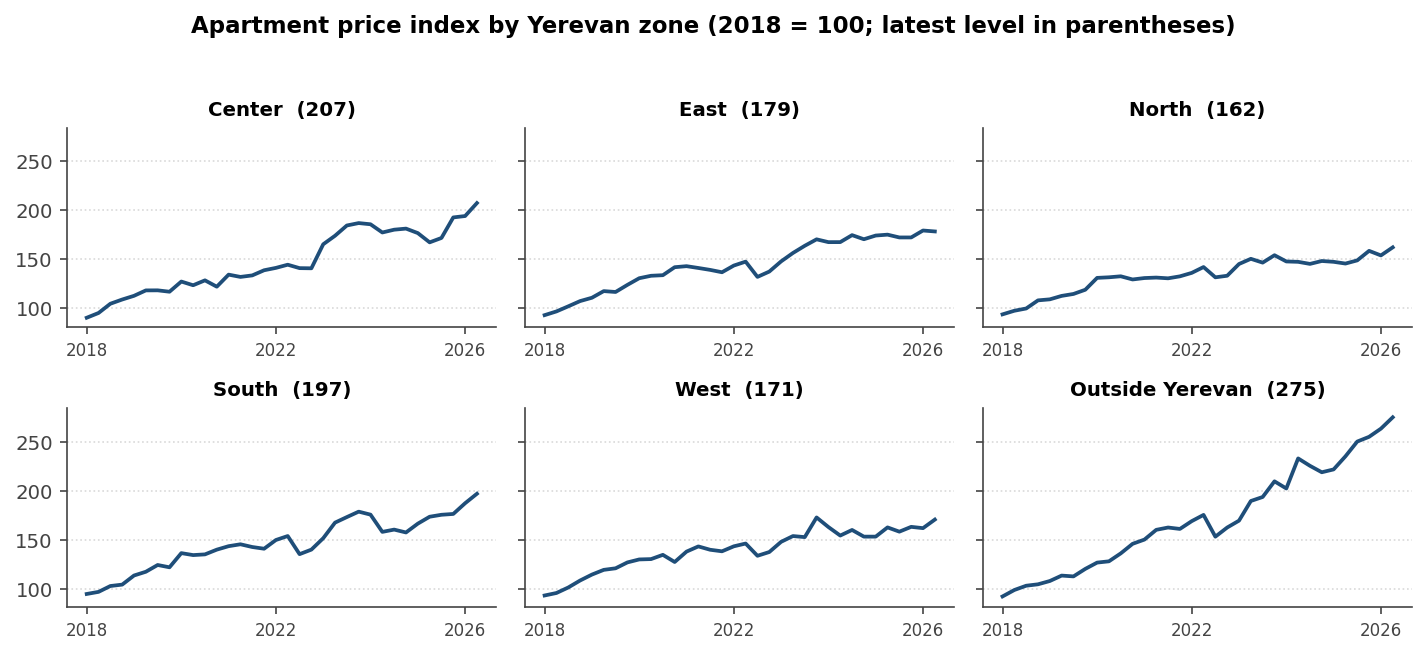 Apartment price index by Yerevan zone (2018 = 100; latest level in parentheses)
Center (207)
East (179)
North (162)
250
200
150
100
2018 2022 2026
2018 2022 2026
2018 2022 2026
South (197)
West (171)
Outside Yerevan (275)
250
200
150
100
2018 2022 2026
2018 2022 2026
2018 2022 2026